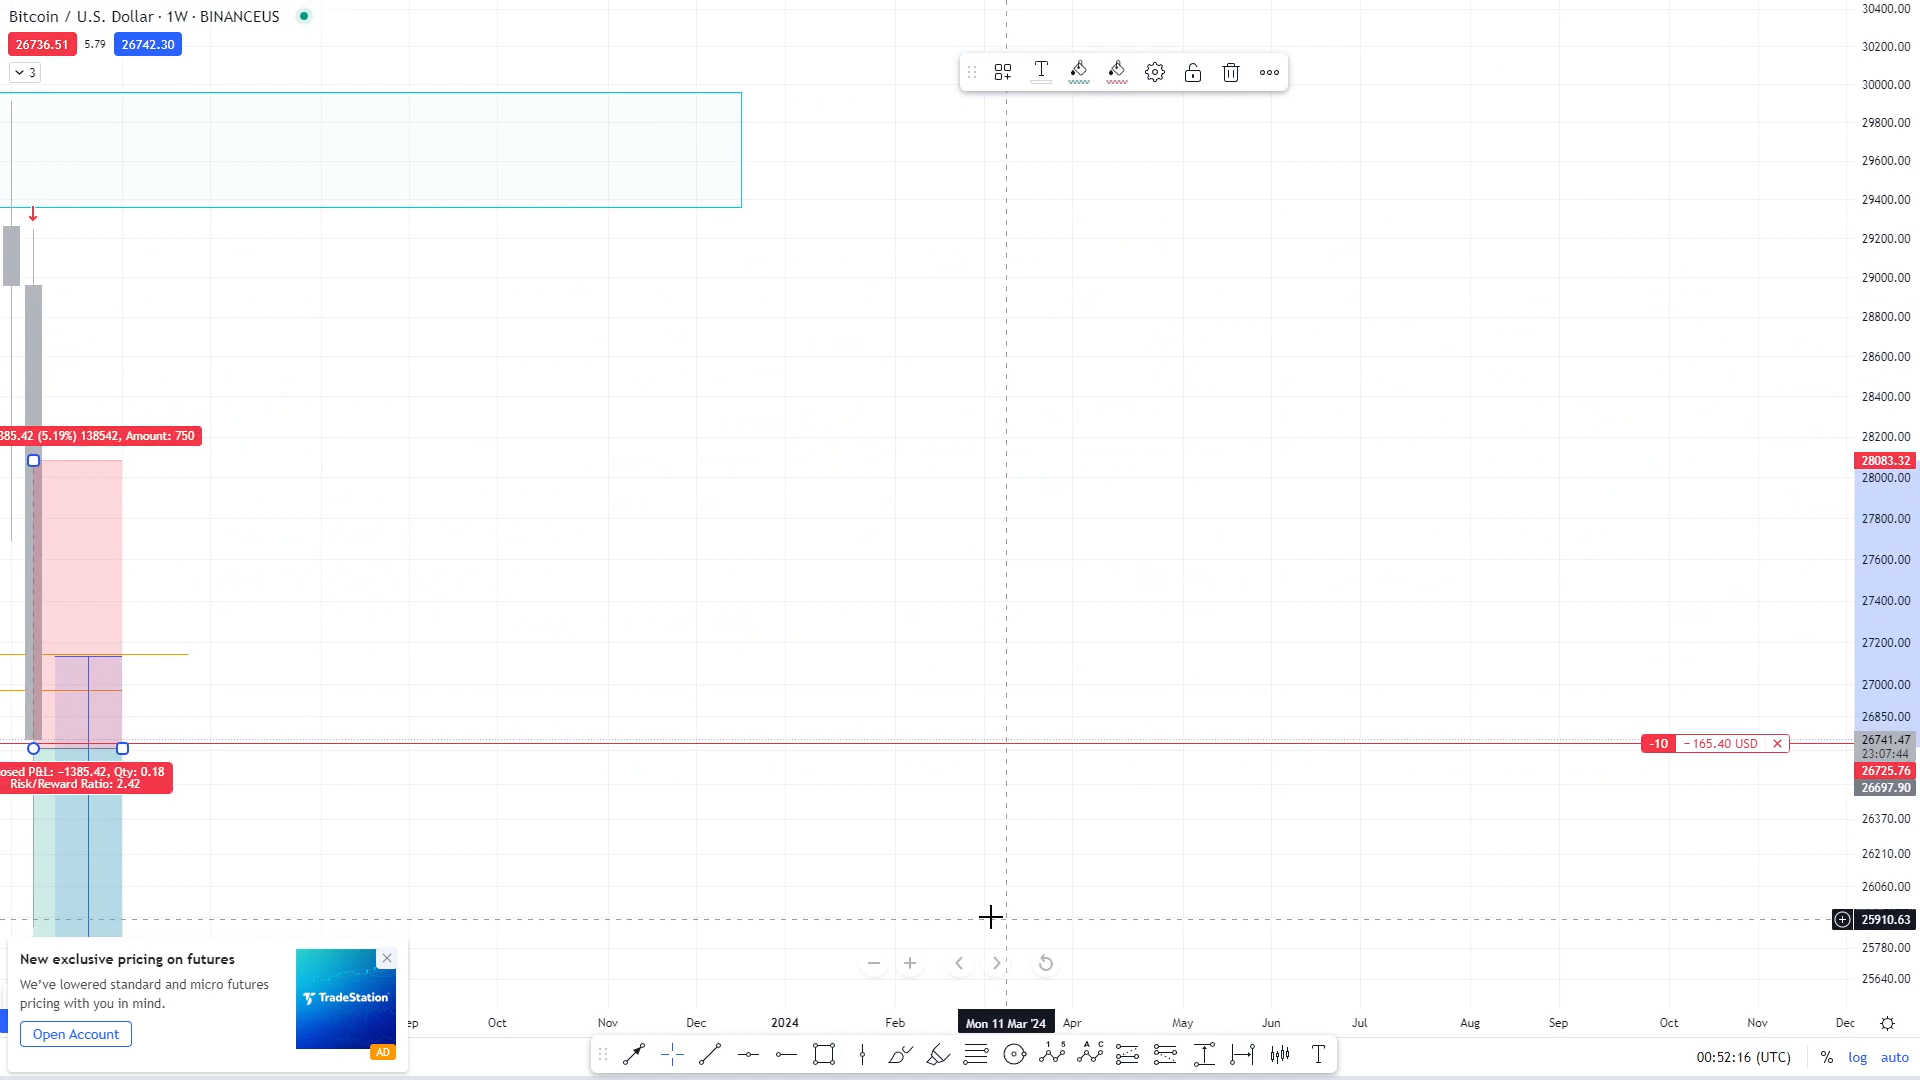 Bitcoin / U.S. Dollar · 1W · BINANCEUS
26736.51 5.79 26742.30
3
T
30400.00
30200.00
30000.00
29800.00
29600.00
29400.00
29200.00
29000.00
28800.00
28600.00
28400.00
385.42 (5.19%) 138542, Amount: 750
28200.00
28083.32
28000.00
27800.00
27600.00
27400.00
27200.00
27000.00
26850.00
-10 −165.40 USD
26741.47
23:07:44
osed P&L: −1385.42, Qty: 0.18
Risk/Reward Ratio: 2.42
26725.76
26697.90
26370.00
26210.00
26060.00
25910.63
25780.00
25640.00
New exclusive pricing on futures
We've lowered standard and micro futures
pricing with you in mind.
Open Account
TradeStation
AD
ep Oct Nov Dec 2024 Feb Mon 11 Mar '24 Apr May Jun Jul Aug Sep Oct Nov Dec
1 5 A C T
00:52:16 (UTC) % log auto